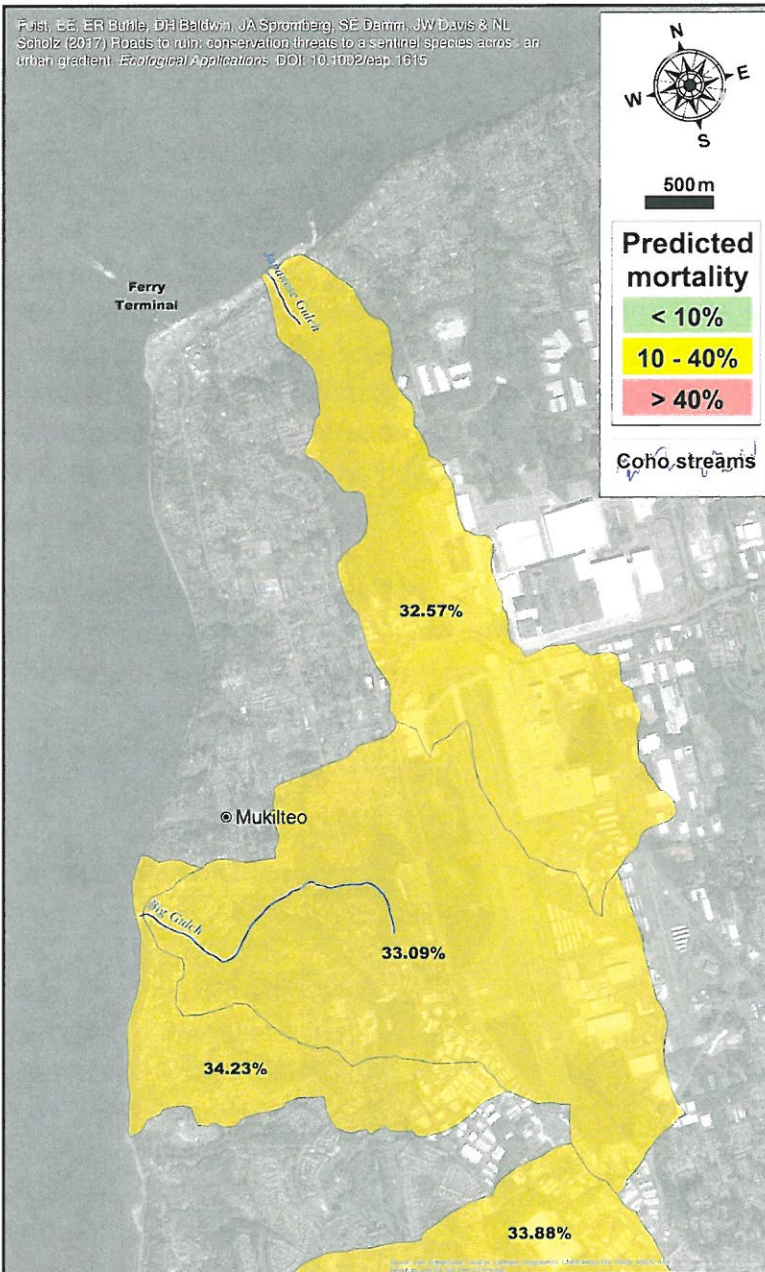 Feist, BE, ER Buhle, DH Baldwin, JA Spromberg, SE Damm, JW Davis & NL
Scholz (2017) Roads to ruin: conservation threats to a sentinel species across an
urban gradient. Ecological Applications DOI: 10.1002/eap.1615
N
W
E
S
500 m
Predicted
mortality
< 10%
10 - 40%
> 40%
Coho streams
Ferry
Terminal
Japanese Gulch
32.57%
Mukilteo
Big Gulch
33.09%
34.23%
33.88%